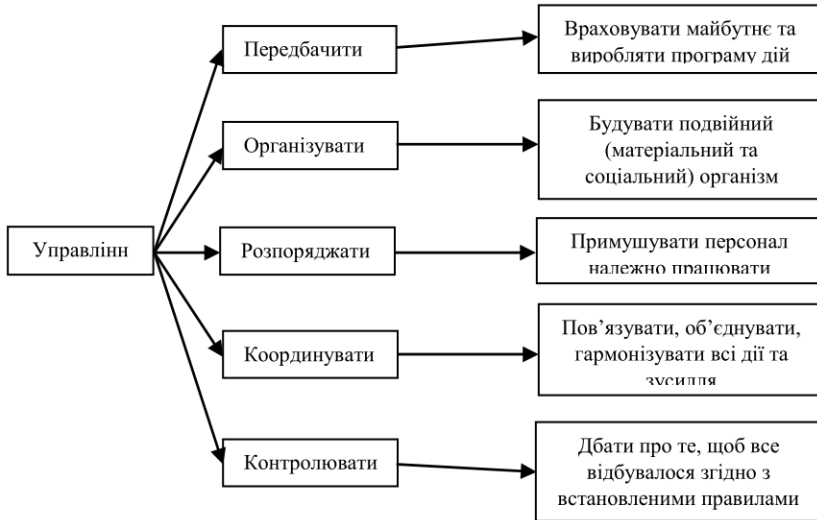 Управлінн
Передбачити
Враховувати майбутнє та
виробляти програму дій
Організувати
Будувати подвійний
(матеріальний та
соціальний) організм
Розпоряджати
Примушувати персонал
належно працювати
Координувати
Пов’язувати, об’єднувати,
гармонізувати всі дії та
зусилля
Контролювати
Дбати про те, щоб все
відбувалося згідно з
встановленими правилами